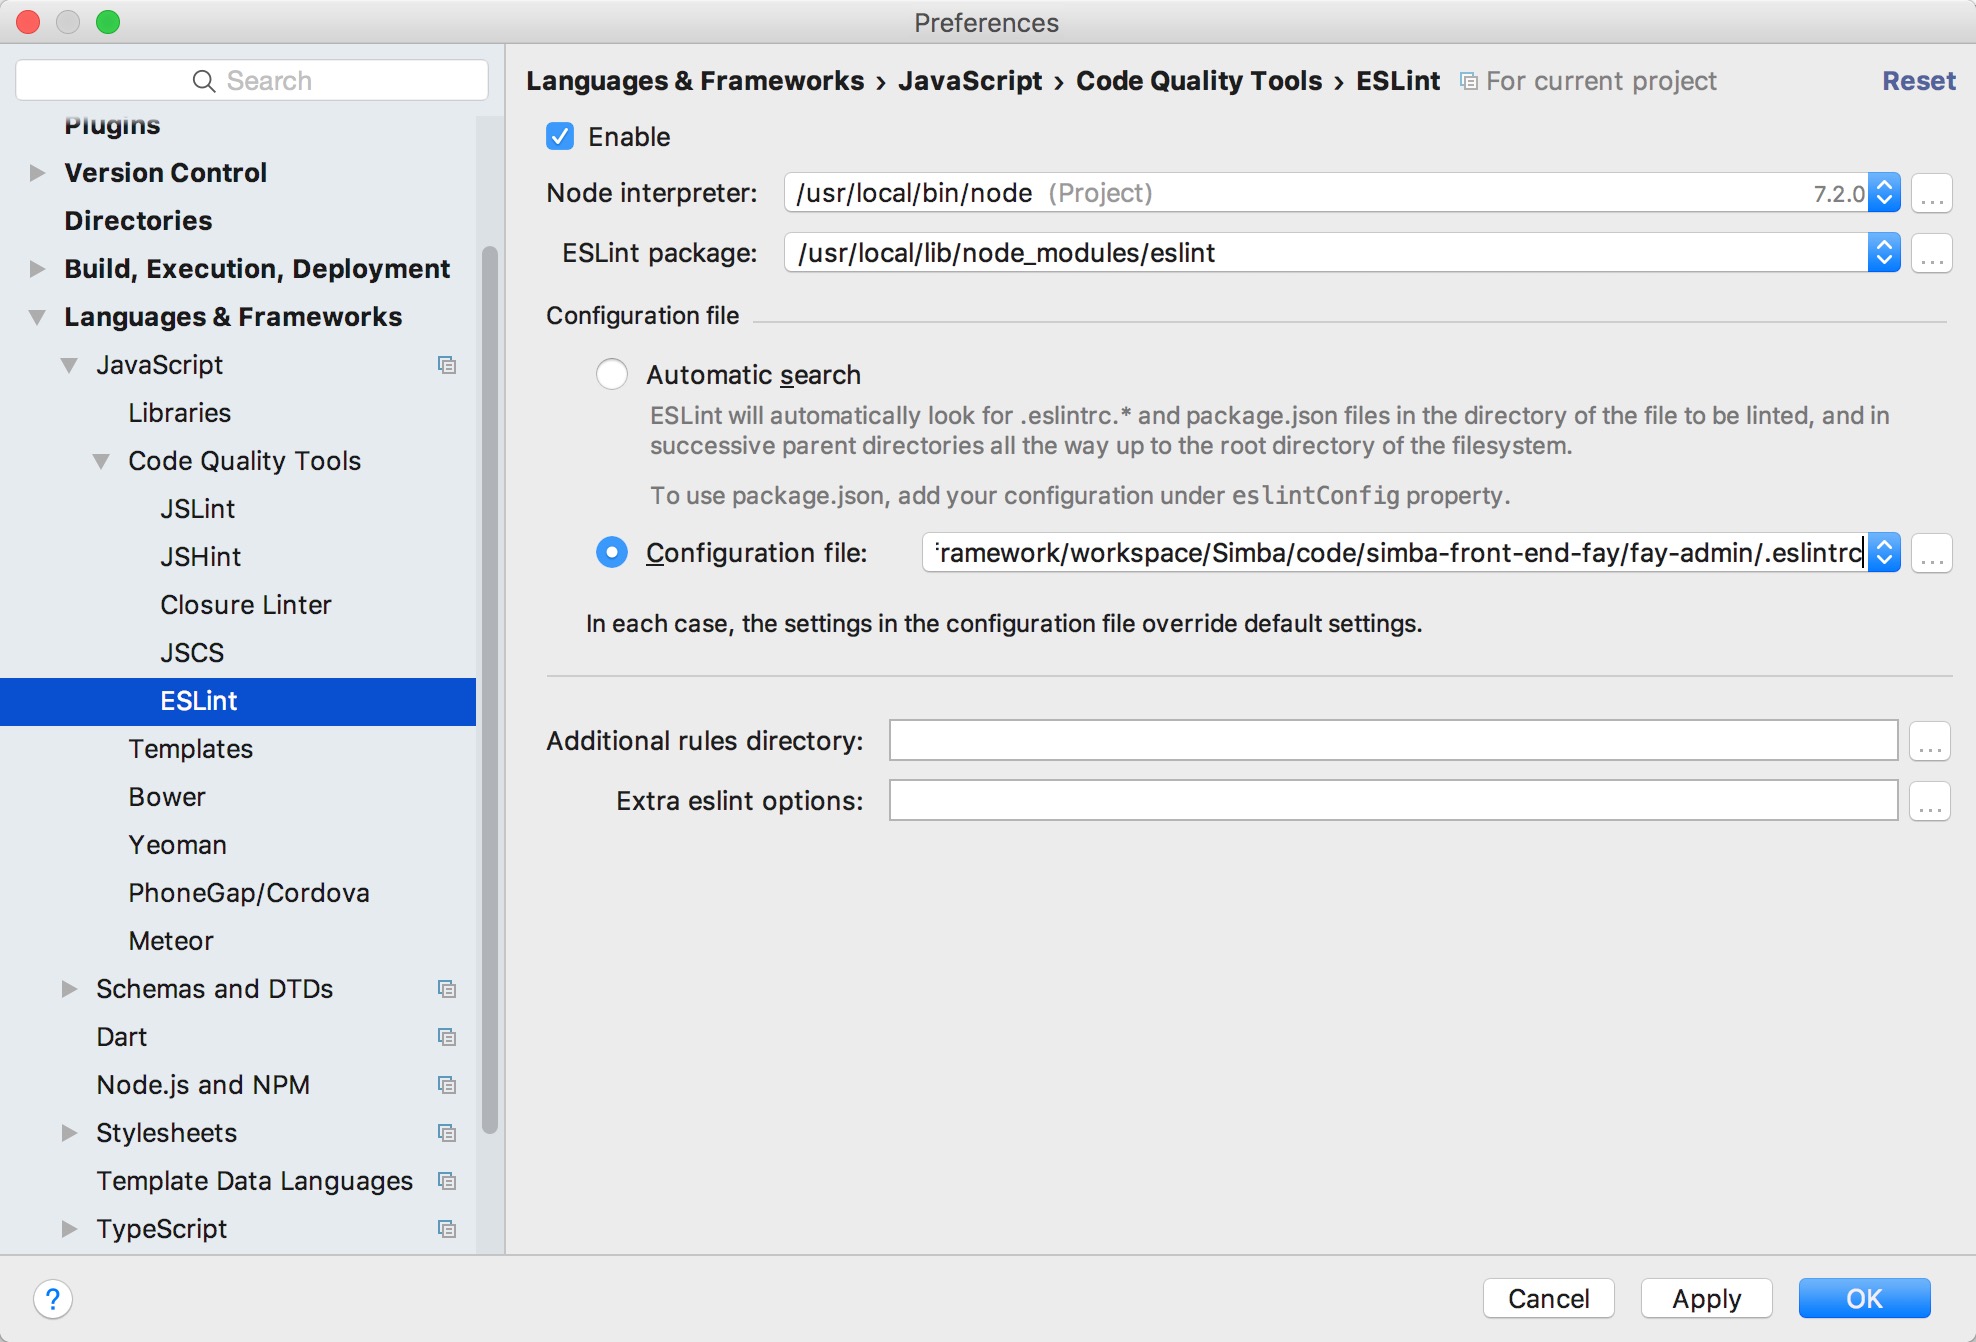 Preferences
Search
Plugins
Version Control
Directories
Build, Execution, Deployment
Languages & Frameworks
JavaScript
Libraries
Code Quality Tools
JSLint
JSHint
Closure Linter
JSCS
ESLint
Templates
Bower
Yeoman
PhoneGap/Cordova
Meteor
Schemas and DTDs
Dart
Node.js and NPM
Stylesheets
Template Data Languages
TypeScript
Languages & Frameworks › JavaScript › Code Quality Tools › ESLint For current project Reset
Enable
Node interpreter: /usr/local/bin/node (Project) 7.2.0 ...
ESLint package: /usr/local/lib/node_modules/eslint ...
Configuration file
Automatic search
ESLint will automatically look for .eslintrc.* and package.json files in the directory of the file to be linted, and in
successive parent directories all the way up to the root directory of the filesystem.
To use package.json, add your configuration under eslintConfig property.
Configuration file: ramework/workspace/Simba/code/simba-front-end-fay/fay-admin/.eslintrc ...
In each case, the settings in the configuration file override default settings.
Additional rules directory: ...
Extra eslint options: ...
? Cancel Apply OK